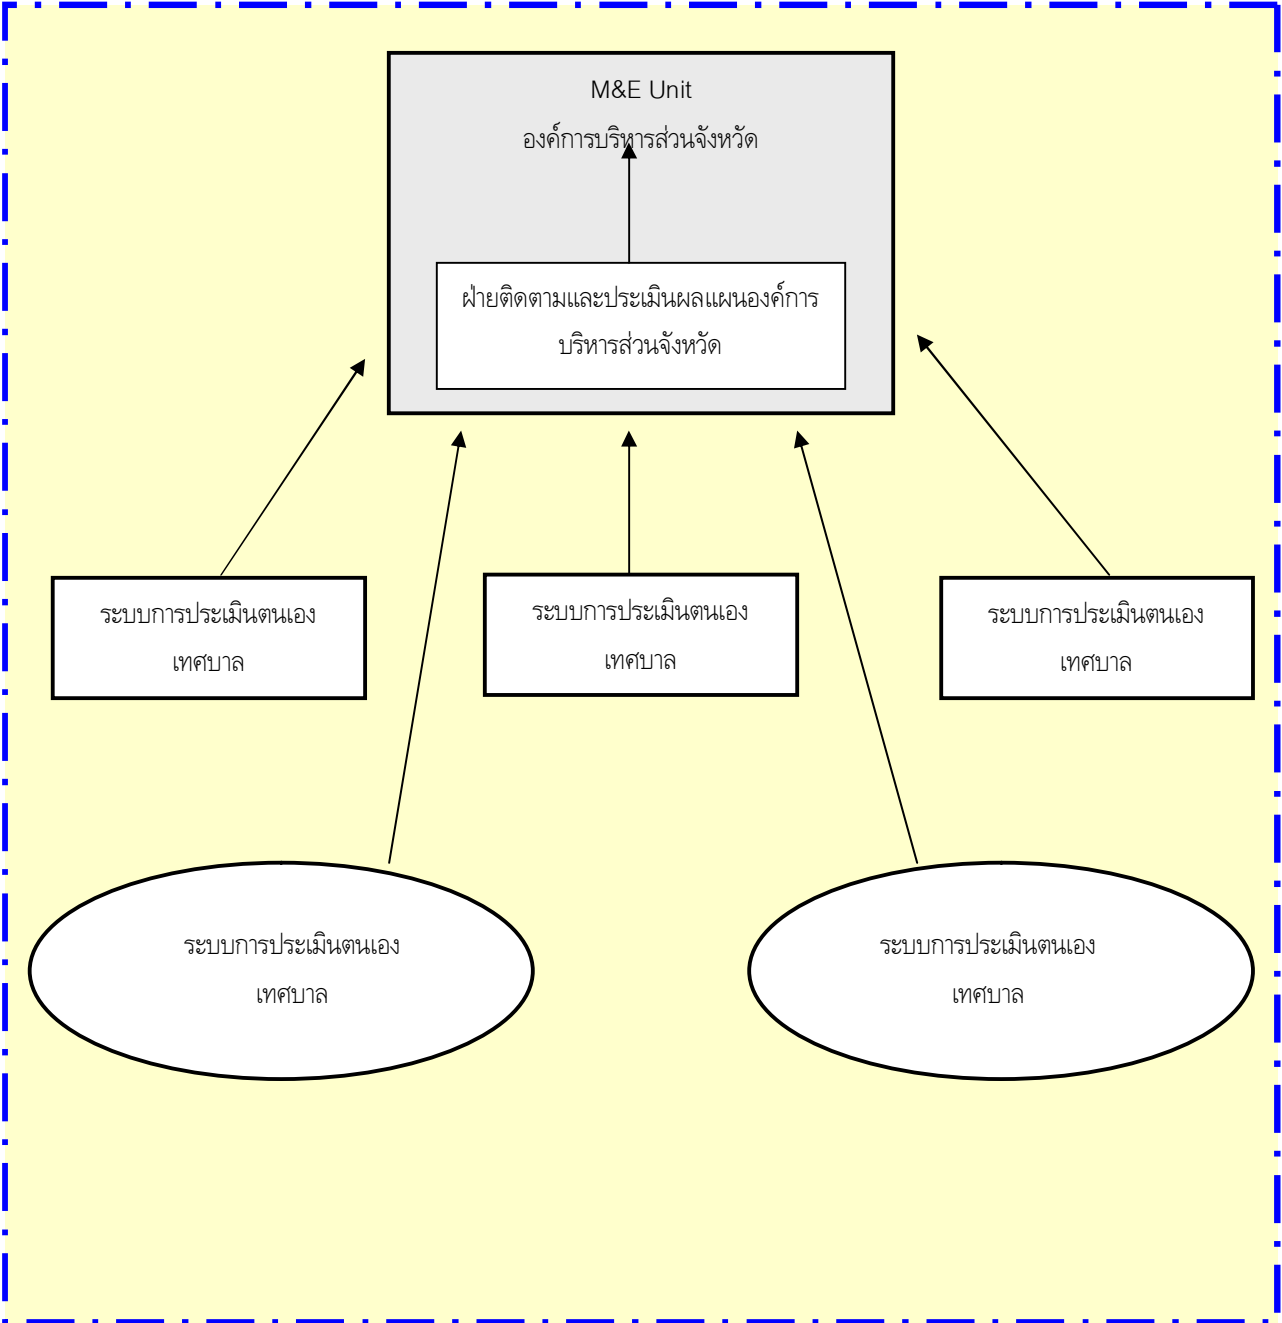 M&E Unit
องค์การบริหารส่วนจังหวัด
ฝ่ายติดตามและประเมินผลแผนองค์การ
บริหารส่วนจังหวัด
ระบบการประเมินตนเอง
เทศบาล
ระบบการประเมินตนเอง
เทศบาล
ระบบการประเมินตนเอง
เทศบาล
ระบบการประเมินตนเอง
เทศบาล
ระบบการประเมินตนเอง
เทศบาล